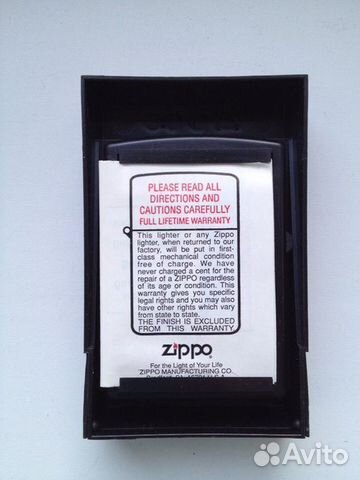 PLEASE READ ALL
DIRECTIONS AND
CAUTIONS CAREFULLY
FULL LIFETIME WARRANTY
This lighter or any Zippo
lighter, when returned to our
factory, will be put in first-
class mechanical condition
free of charge. We have
never charged a cent for the
repair of a ZIPPO regardless
of its age or condition. This
warranty gives you specific
legal rights and you may also
have other rights which vary
from state to state.
THE FINISH IS EXCLUDED
FROM THIS WARRANTY
zippo
For the Light of Your Life
ZIPPO MANUFACTURING CO.
Avito